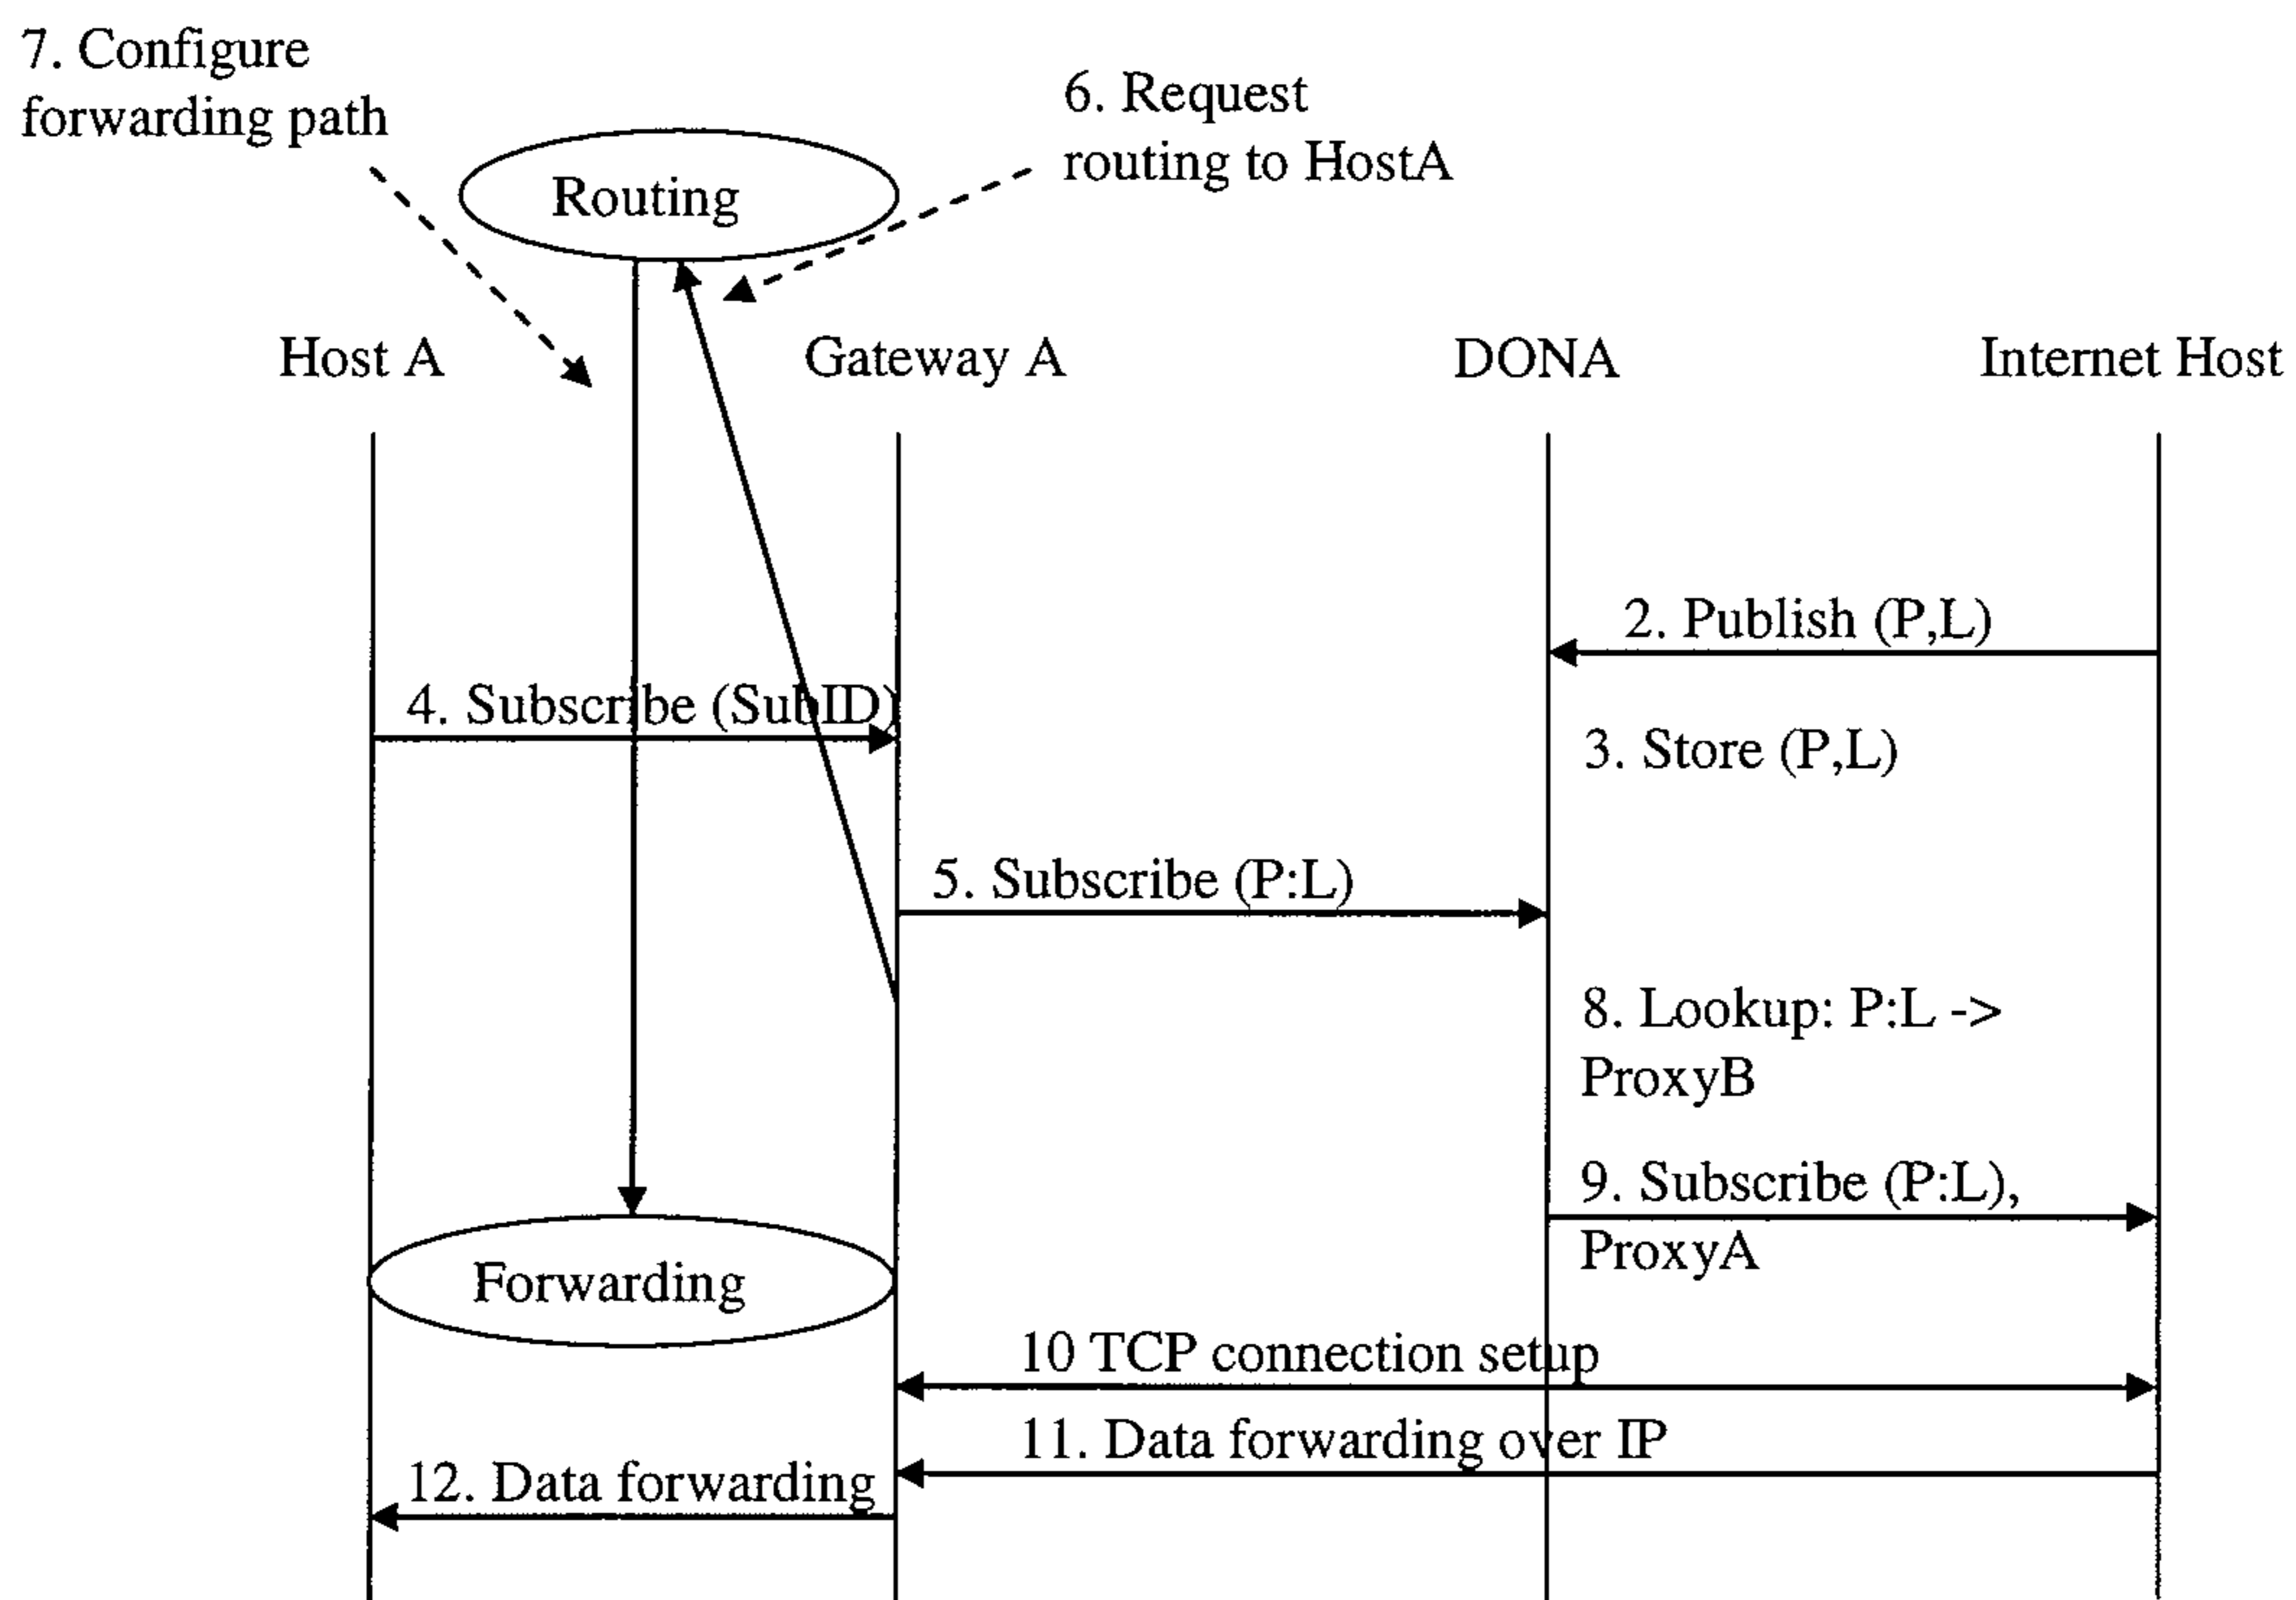 7. Configure
forwarding path
6. Request
routing to HostA
Routing
Host A
Gateway A
DONA
Internet Host
2. Publish (P,L)
4. Subscribe (SubID)
3. Store (P,L)
5. Subscribe (P:L)
8. Lookup: P:L ->
ProxyB
9. Subscribe (P:L),
ProxyA
Forwarding
10 TCP connection setup
11. Data forwarding over IP
12. Data forwarding